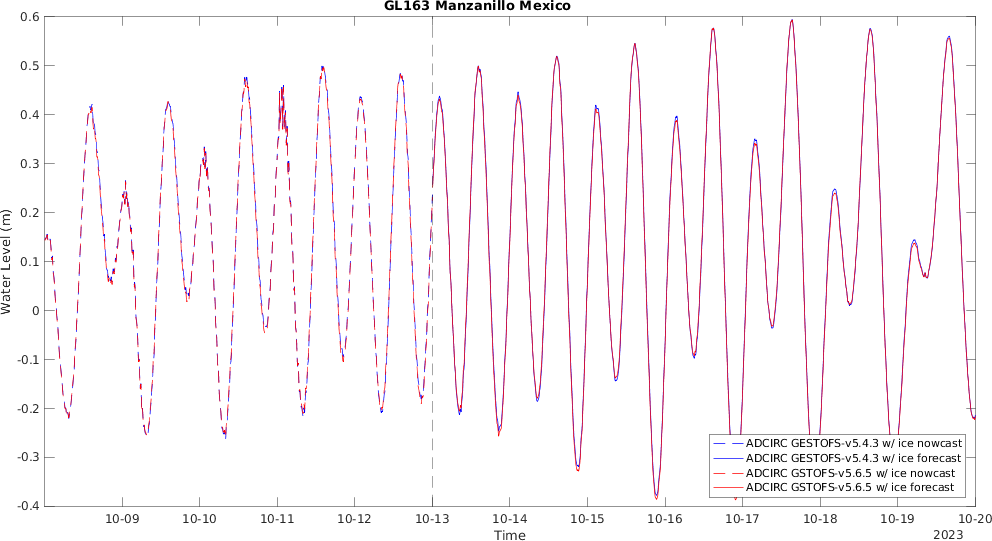 GL163 Manzanillo Mexico
Water Level (m)
0.6
0.5
0.4
0.3
0.2
0.1
0
-0.1
-0.2
-0.3
-0.4
ADCIRC GESTOFS-v5.4.3 w/ ice nowcast
ADCIRC GESTOFS-v5.4.3 w/ ice forecast
ADCIRC GSTOFS-v5.6.5 w/ ice nowcast
ADCIRC GSTOFS-v5.6.5 w/ ice forecast
10-09 10-10 10-11 10-12 10-13 10-14 10-15 10-16 10-17 10-18 10-19 10-20
Time
2023